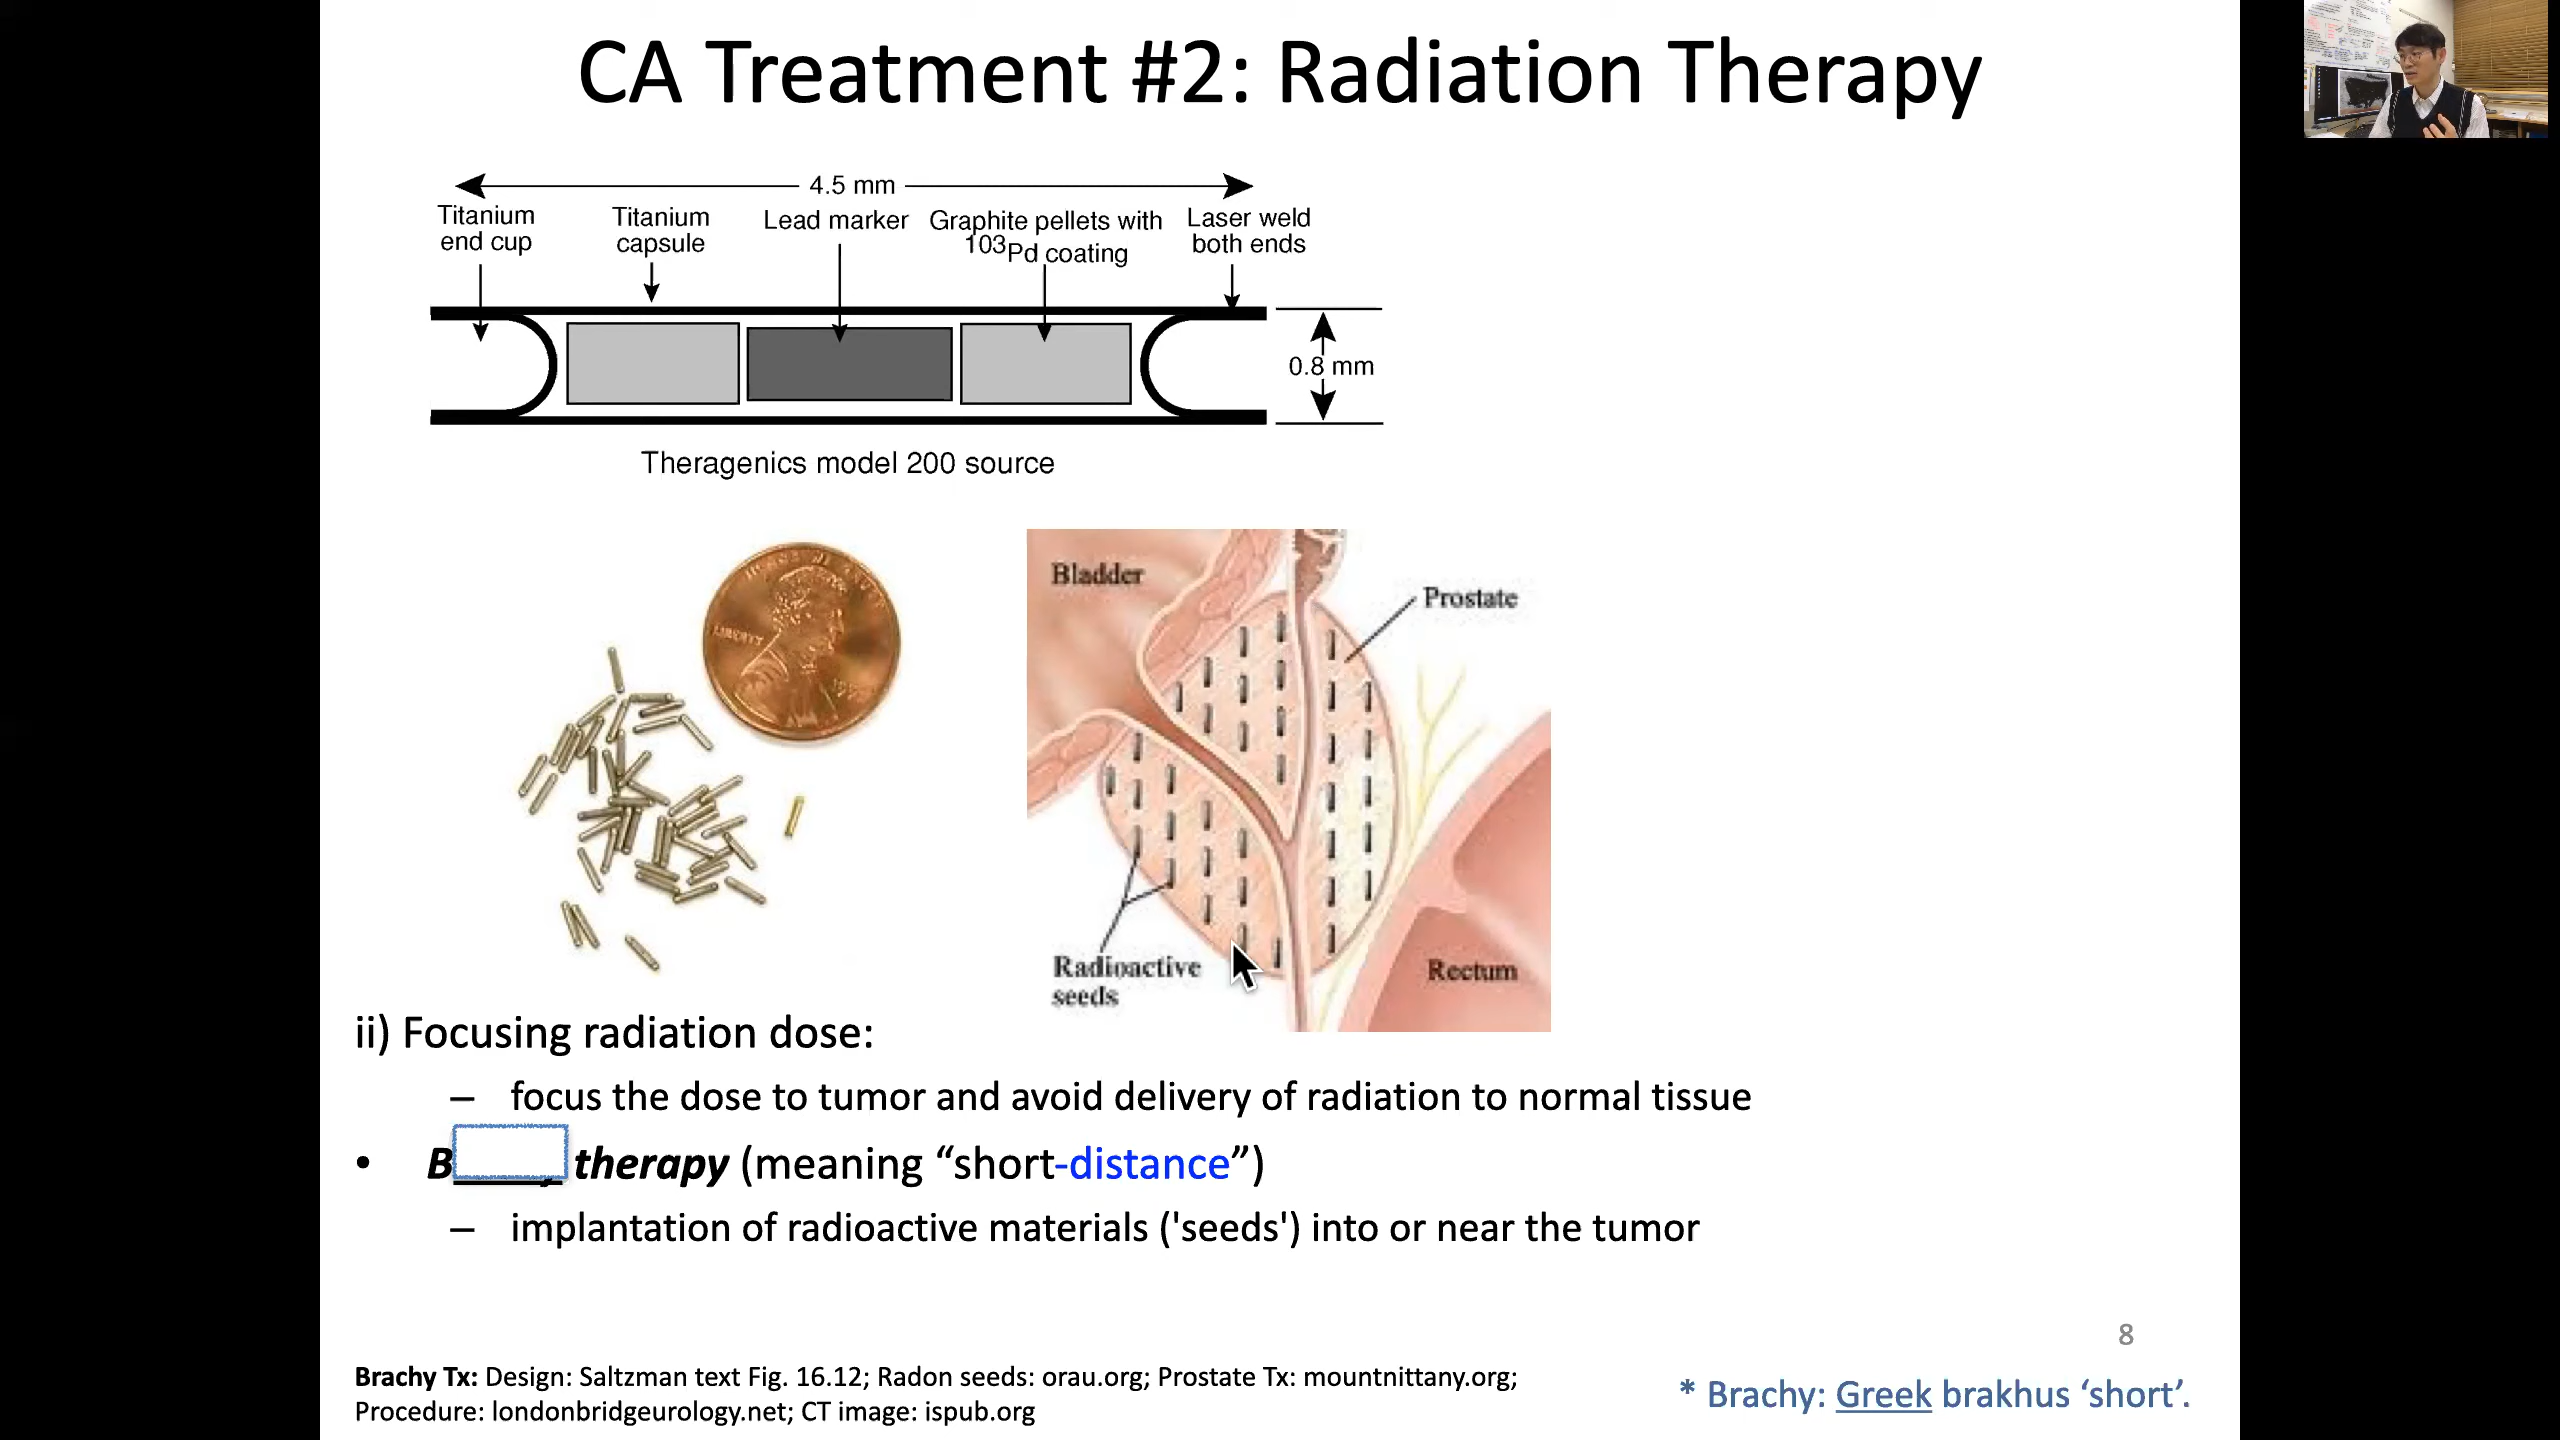 CA Treatment #2: Radiation Therapy
4.5 mm
Titanium
end cup
Titanium
capsule
Lead marker
Graphite pellets with
103Pd coating
Laser weld
both ends
0.8 mm
Theragenics model 200 source
LIBERTY
Bladder
Prostate
Radioactive
seeds
Rectum
ii) Focusing radiation dose:
– focus the dose to tumor and avoid delivery of radiation to normal tissue
• B therapy (meaning “short-distance”)
– implantation of radioactive materials ('seeds') into or near the tumor
8
Brachy Tx: Design: Saltzman text Fig. 16.12; Radon seeds: orau.org; Prostate Tx: mountnittany.org;
Procedure: londonbridgeurology.net; CT image: ispub.org
* Brachy: Greek brakhus ‘short’.